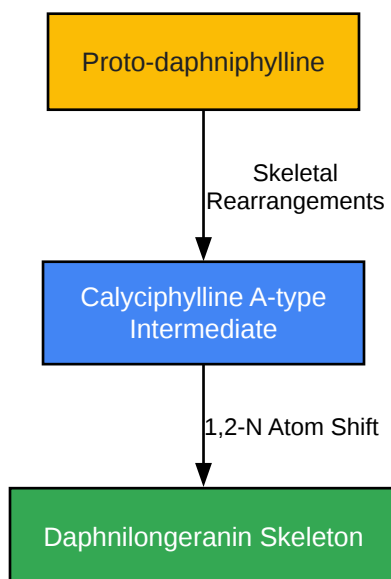 Proto-daphniphylline
Skeletal
Rearrangements
Calyciphylline A-type
Intermediate
1,2-N Atom Shift
Daphnilongeranin Skeleton